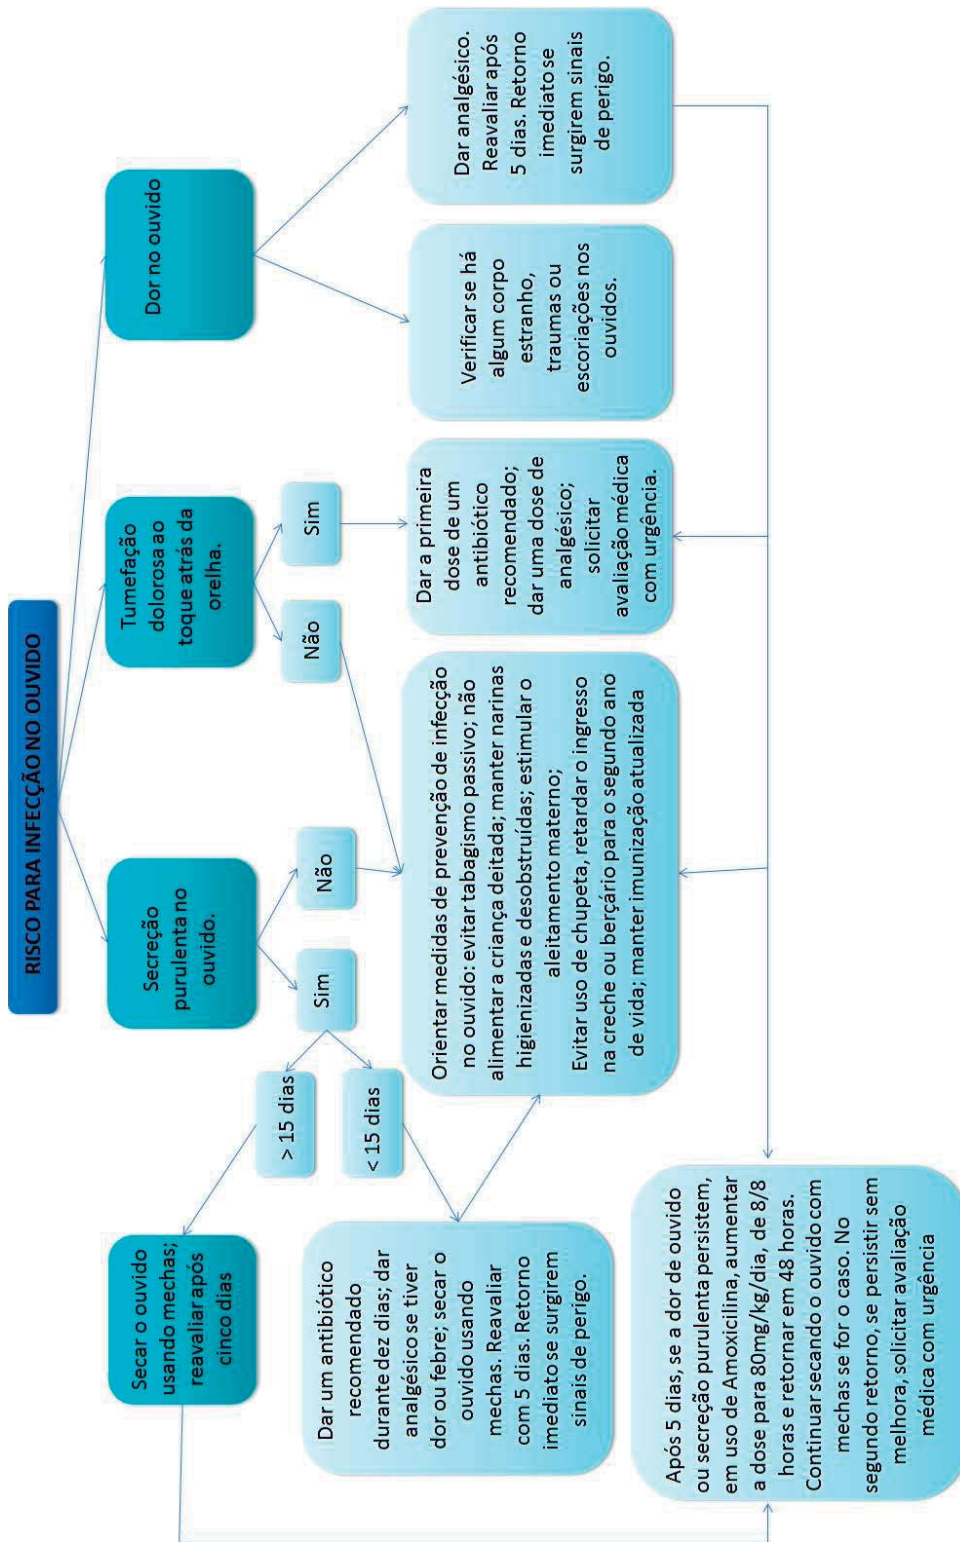 RISCO PARA INFECÇÃO NO OUVIDO
Secreção
purulenta no
ouvido.
Tumefação
dolorosa ao
toque atrás da
orelha.
Dor no ouvido
Sim
Não
Não
Sim
> 15 dias
< 15 dias
Secar o ouvido
usando mechas;
reavaliar após
cinco dias
Dar um antibiótico
recomendado
durante dez dias; dar
analgésico se tiver
dor ou febre; secar o
ouvido usando
mechas. Reavaliar
com 5 dias. Retorno
imediato se surgirem
sinais de perigo.
Orientar medidas de prevenção de infecção
no ouvido: evitar tabagismo passivo; não
alimentar a criança deitada; manter narinas
higienizadas e desobstruídas; estimular o
aleitamento materno;
Evitar uso de chupeta, retardar o ingresso
na creche ou berçário para o segundo ano
de vida; manter imunização atualizada
Dar a primeira
dose de um
antibiótico
recomendado;
dar uma dose de
analgésico;
solicitar
avaliação médica
com urgência.
Verificar se há
algum corpo
estranho,
traumas ou
escoriações nos
ouvidos.
Dar analgésico.
Reavaliar após
5 dias. Retorno
imediato se
surgirem sinais
de perigo.
Após 5 dias, se a dor de ouvido
ou secreção purulenta persistem,
em uso de Amoxicilina, aumentar
a dose para 80mg/kg/dia, de 8/8
horas e retornar em 48 horas.
Continuar secando o ouvido com
mechas se for o caso. No
segundo retorno, se persistir sem
melhora, solicitar avaliação
médica com urgência